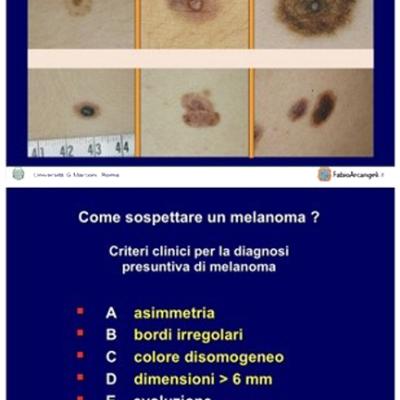 41 42 43 44
Università G. Marconi, Roma
FabioArcangeli.it
Come sospettare un melanoma ?
Criteri clinici per la diagnosi
presuntiva di melanoma
A asimmetria
B bordi irregolari
C colore disomogeneo
D dimensioni > 6 mm
E evoluzione